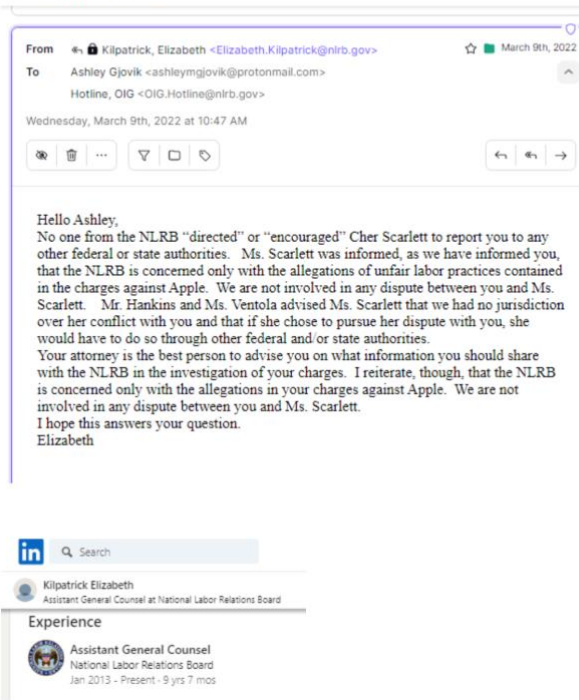 From Kilpatrick, Elizabeth <Elizabeth.Kilpatrick@nlrb.gov> March 9th, 2022
To Ashley Gjovik <ashleymgjovik@protonmail.com>
Hotline, OIG <OIG.Hotline@nlrb.gov>
Wednesday, March 9th, 2022 at 10:47 AM
Hello Ashley,
No one from the NLRB “directed” or “encouraged” Cher Scarlett to report you to any
other federal or state authorities. Ms. Scarlett was informed, as we have informed you,
that the NLRB is concerned only with the allegations of unfair labor practices contained
in the charges against Apple. We are not involved in any dispute between you and Ms.
Scarlett. Mr. Hankins and Ms. Ventola advised Ms. Scarlett that we had no jurisdiction
over her conflict with you and that if she chose to pursue her dispute with you, she
would have to do so through other federal and/or state authorities.
Your attorney is the best person to advise you on what information you should share
with the NLRB in the investigation of your charges. I reiterate, though, that the NLRB
is concerned only with the allegations in your charges against Apple. We are not
involved in any dispute between you and Ms. Scarlett.
I hope this answers your question.
Elizabeth
in Search
Kilpatrick Elizabeth
Assistant General Counsel at National Labor Relations Board
Experience
Assistant General Counsel
National Labor Relations Board
Jan 2013 - Present · 9 yrs 7 mos